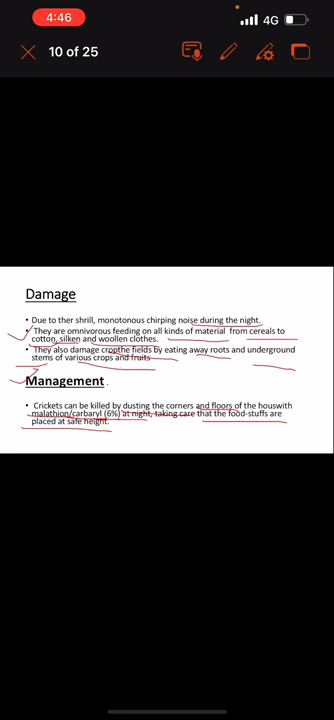 4:46
4G
10 of 25
Damage
• Due to ther shrill, monotonous chirping noise during the night.
• They are omnivorous feeding on all kinds of material from cereals to
cotton, silken and woollen clothes.
• They also damage cropthe fields by eating away roots and underground
stems of various crops and fruits
Management .
• Crickets can be killed by dusting the corners and floors of the houswith
malathion/carbaryl (6%) at night, taking care that the food-stuffs are
placed at safe height.